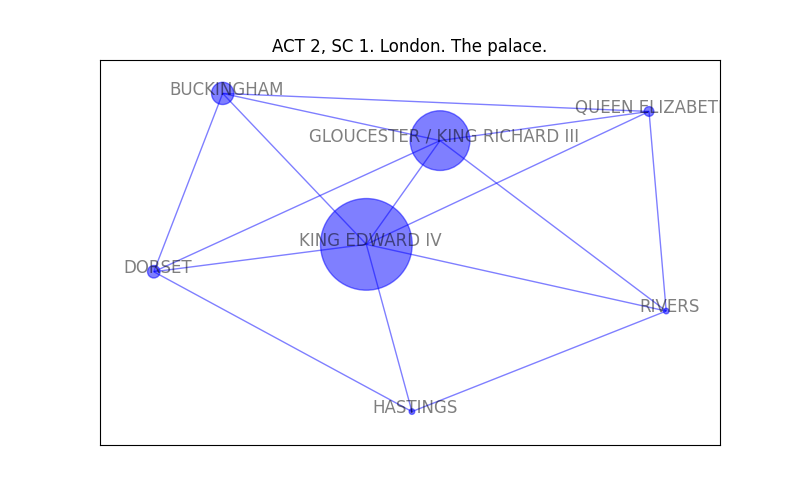 ACT 2, SC 1. London. The palace.
BUCKINGHAM
QUEEN ELIZABET
GLOUCESTER / KING RICHARD III
KING EDWARD IV
DORSET
RIVERS
HASTINGS